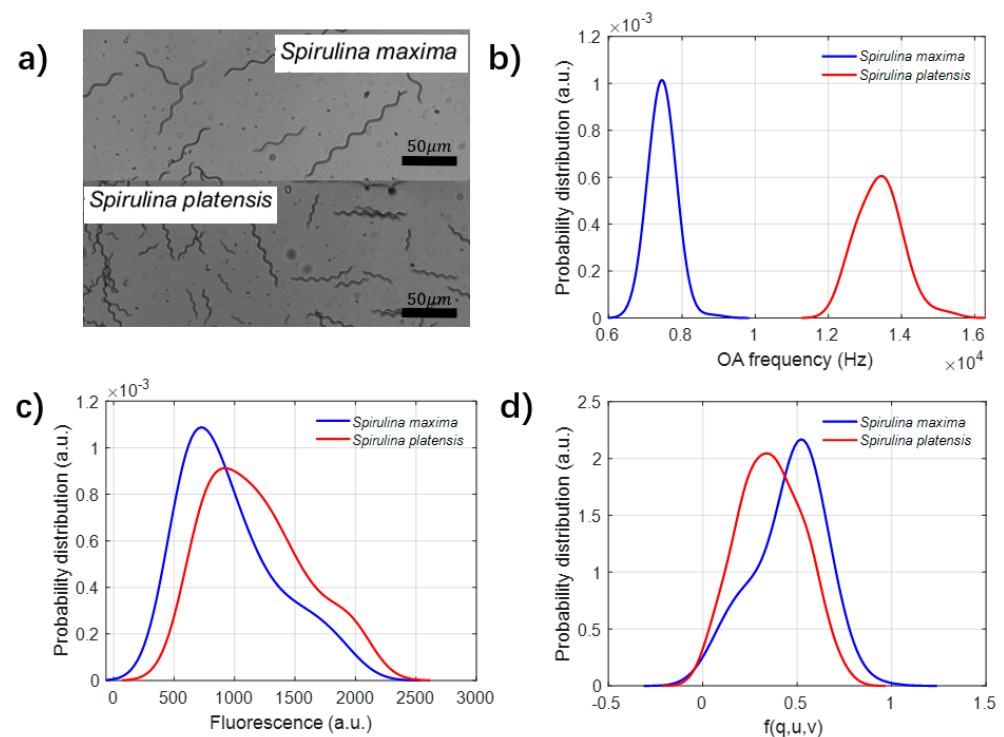 a)
Spirulina maxima
50μm
Spirulina platensis
50μm
b)
×10⁻³
1.2
1
0.8
0.6
0.4
0.2
0
Probability distribution (a.u.)
Spirulina maxima
Spirulina platensis
0.6 0.8 1 1.2 1.4 1.6
OA frequency (Hz)
×10⁴
c)
×10⁻³
1.2
1
0.8
0.6
0.4
0.2
0
Probability distribution (a.u.)
Spirulina maxima
Spirulina platensis
0 500 1000 1500 2000 2500 3000
Fluorescence (a.u.)
d)
2.5
2
1.5
1
0.5
0
Probability distribution (a.u.)
Spirulina maxima
Spirulina platensis
-0.5 0 0.5 1 1.5
f(q,u,v)